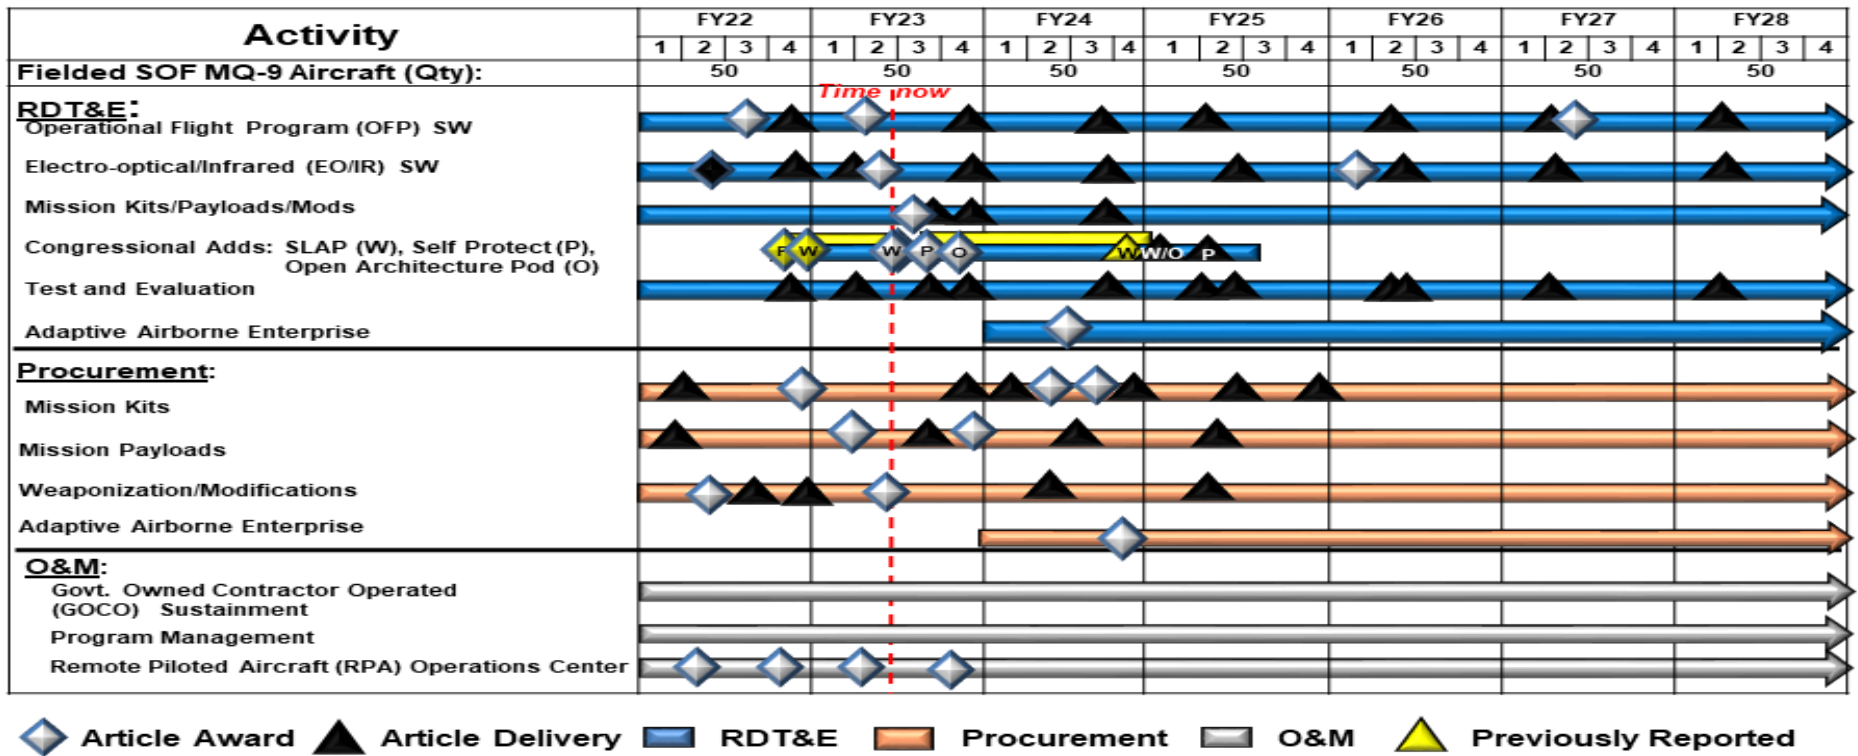 Activity
FY22 FY23 FY24 FY25 FY26 FY27 FY28
1 2 3 4 1 2 3 4 1 2 3 4 1 2 3 4 1 2 3 4 1 2 3 4 1 2 3 4
Fielded SOF MQ-9 Aircraft (Qty): 50 50 50 50 50 50 50
Time now
RDT&E:
Operational Flight Program (OFP) SW
Electro-optical/Infrared (EO/IR) SW
Mission Kits/Payloads/Mods
Congressional Adds: SLAP (W), Self Protect (P), P W W P O W W/O P
Open Architecture Pod (O)
Test and Evaluation
Adaptive Airborne Enterprise
Procurement:
Mission Kits
Mission Payloads
Weaponization/Modifications
Adaptive Airborne Enterprise
O&M:
Govt. Owned Contractor Operated
(GOCO) Sustainment
Program Management
Remote Piloted Aircraft (RPA) Operations Center
Article Award Article Delivery RDT&E Procurement O&M Previously Reported